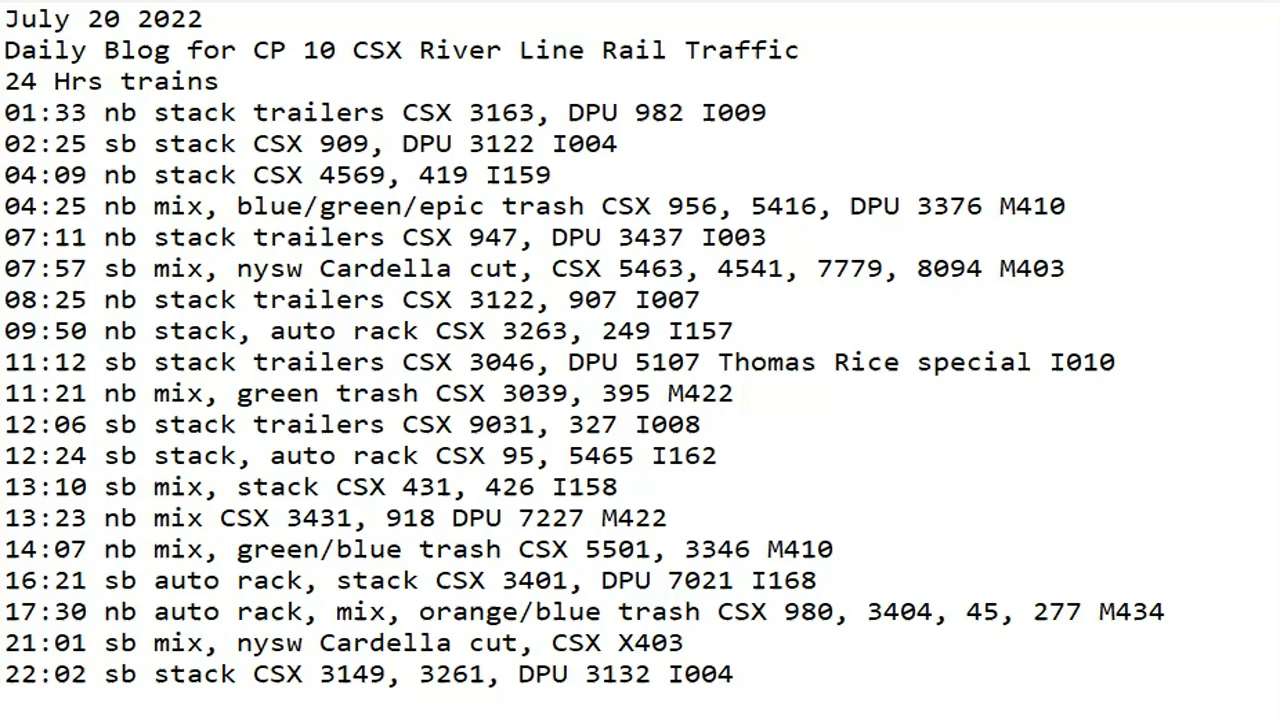 July 20 2022
Daily Blog for CP 10 CSX River Line Rail Traffic
24 Hrs trains
01:33 nb stack trailers CSX 3163, DPU 982 I009
02:25 sb stack CSX 909, DPU 3122 I004
04:09 nb stack CSX 4569, 419 I159
04:25 nb mix, blue/green/epic trash CSX 956, 5416, DPU 3376 M410
07:11 nb stack trailers CSX 947, DPU 3437 I003
07:57 sb mix, nysw Cardella cut, CSX 5463, 4541, 7779, 8094 M403
08:25 nb stack trailers CSX 3122, 907 I007
09:50 nb stack, auto rack CSX 3263, 249 I157
11:12 sb stack trailers CSX 3046, DPU 5107 Thomas Rice special I010
11:21 nb mix, green trash CSX 3039, 395 M422
12:06 sb stack trailers CSX 9031, 327 I008
12:24 sb stack, auto rack CSX 95, 5465 I162
13:10 sb mix, stack CSX 431, 426 I158
13:23 nb mix CSX 3431, 918 DPU 7227 M422
14:07 nb mix, green/blue trash CSX 5501, 3346 M410
16:21 sb auto rack, stack CSX 3401, DPU 7021 I168
17:30 nb auto rack, mix, orange/blue trash CSX 980, 3404, 45, 277 M434
21:01 sb mix, nysw Cardella cut, CSX X403
22:02 sb stack CSX 3149, 3261, DPU 3132 I004